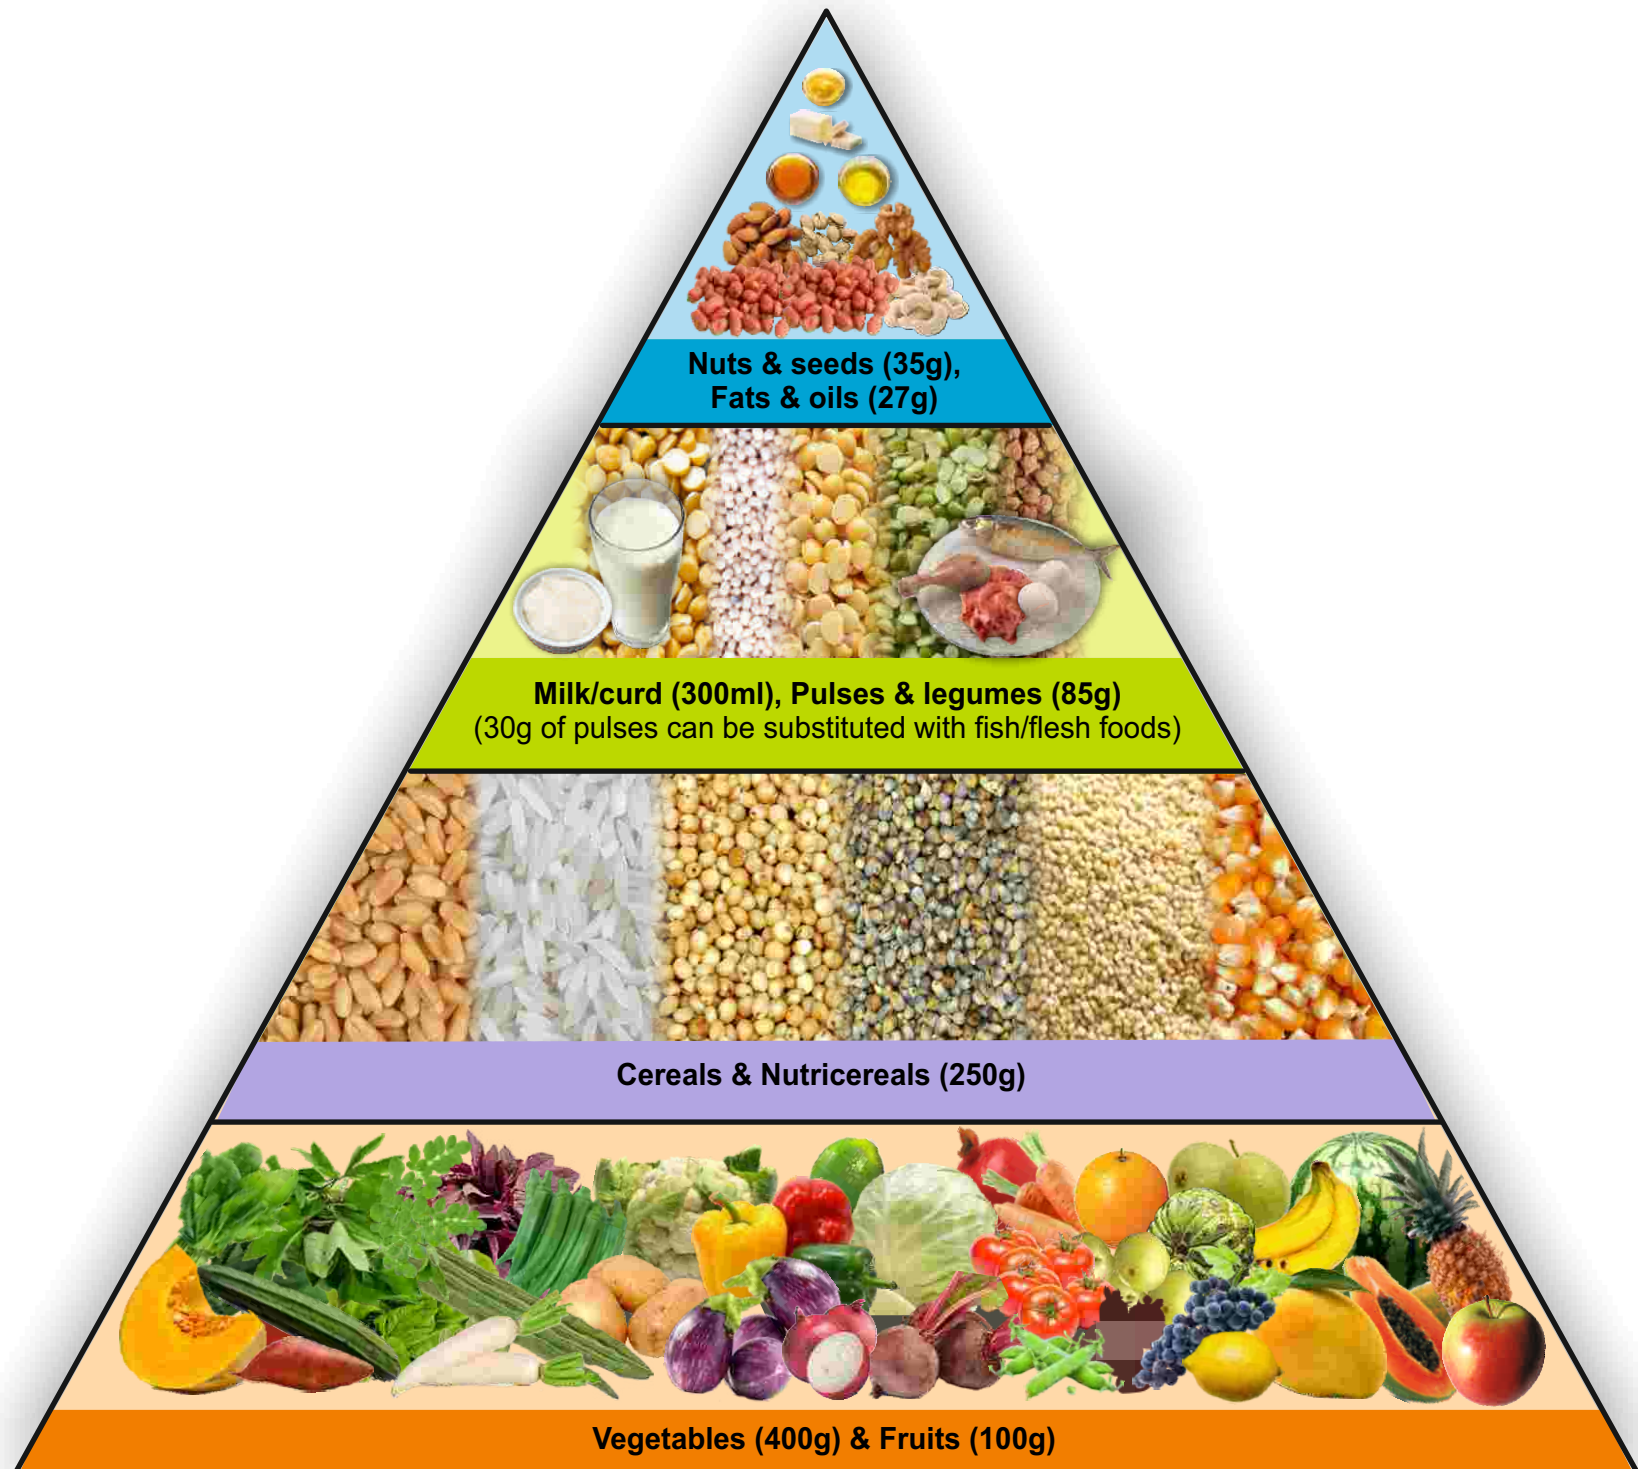 Nuts & seeds (35g),
Fats & oils (27g)
Milk/curd (300ml), Pulses & legumes (85g)
(30g of pulses can be substituted with fish/flesh foods)
Cereals & Nutricereals (250g)
Vegetables (400g) & Fruits (100g)